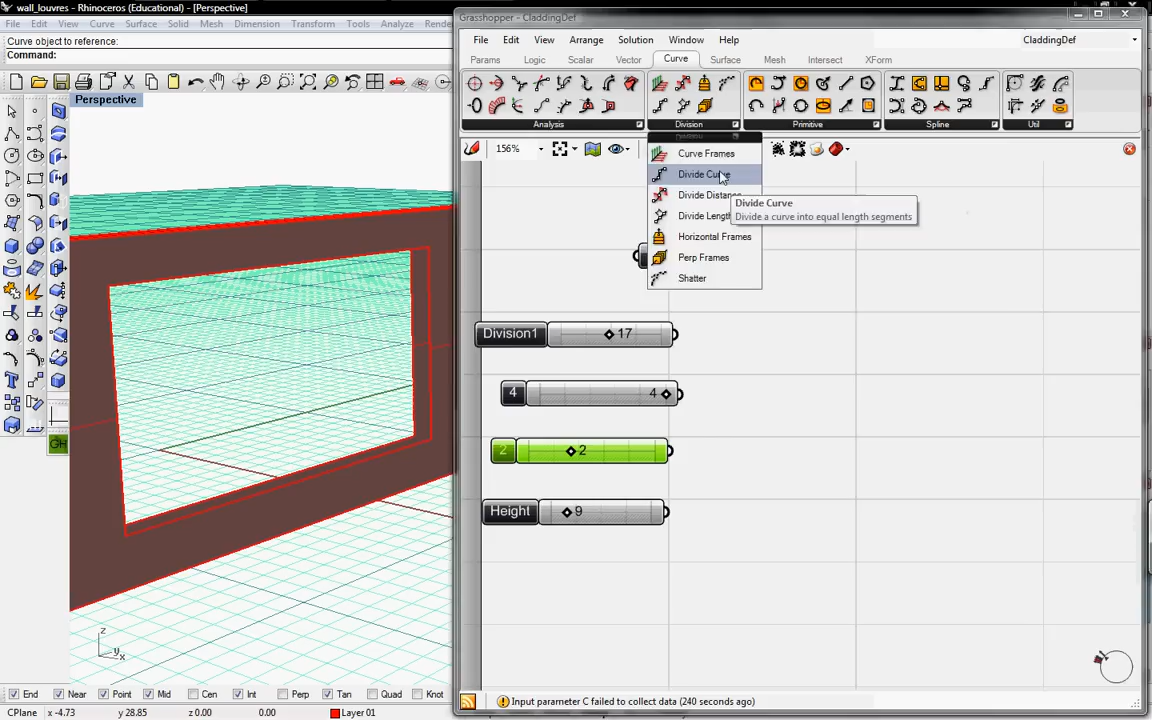 wall_louvres - Rhinoceros (Educational) - [Perspective]
File Edit View Curve Surface Solid Mesh Dimension Transform Tools Analyze Render
Curve object to reference:
Command:
Perspective
z
y
x
End Near Point Mid Cen Int Perp Tan Quad Knot
CPlane x -4.73 y 28.85 z 0.00 0.00 Layer 01
Grasshopper - CladdingDef
File Edit View Arrange Solution Window Help CladdingDef
Params Logic Scalar Vector Curve Surface Mesh Intersect XForm
Analysis Division Primitive Spline Util
156%
Curve Frames
Divide Curve
Divide Distance
Divide Length
Horizontal Frames
Perp Frames
Shatter
Divide Curve
Divide a curve into equal length segments
Division1 17
4 4
2 2
Height 9
GH
Input parameter C failed to collect data (240 seconds ago)